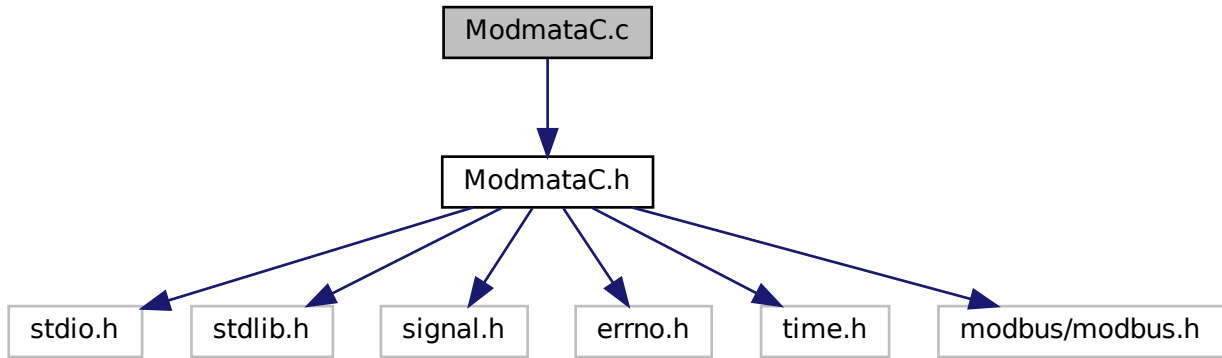 ModmataC.c
ModmataC.h
stdio.h
stdlib.h
signal.h
errno.h
time.h
modbus/modbus.h